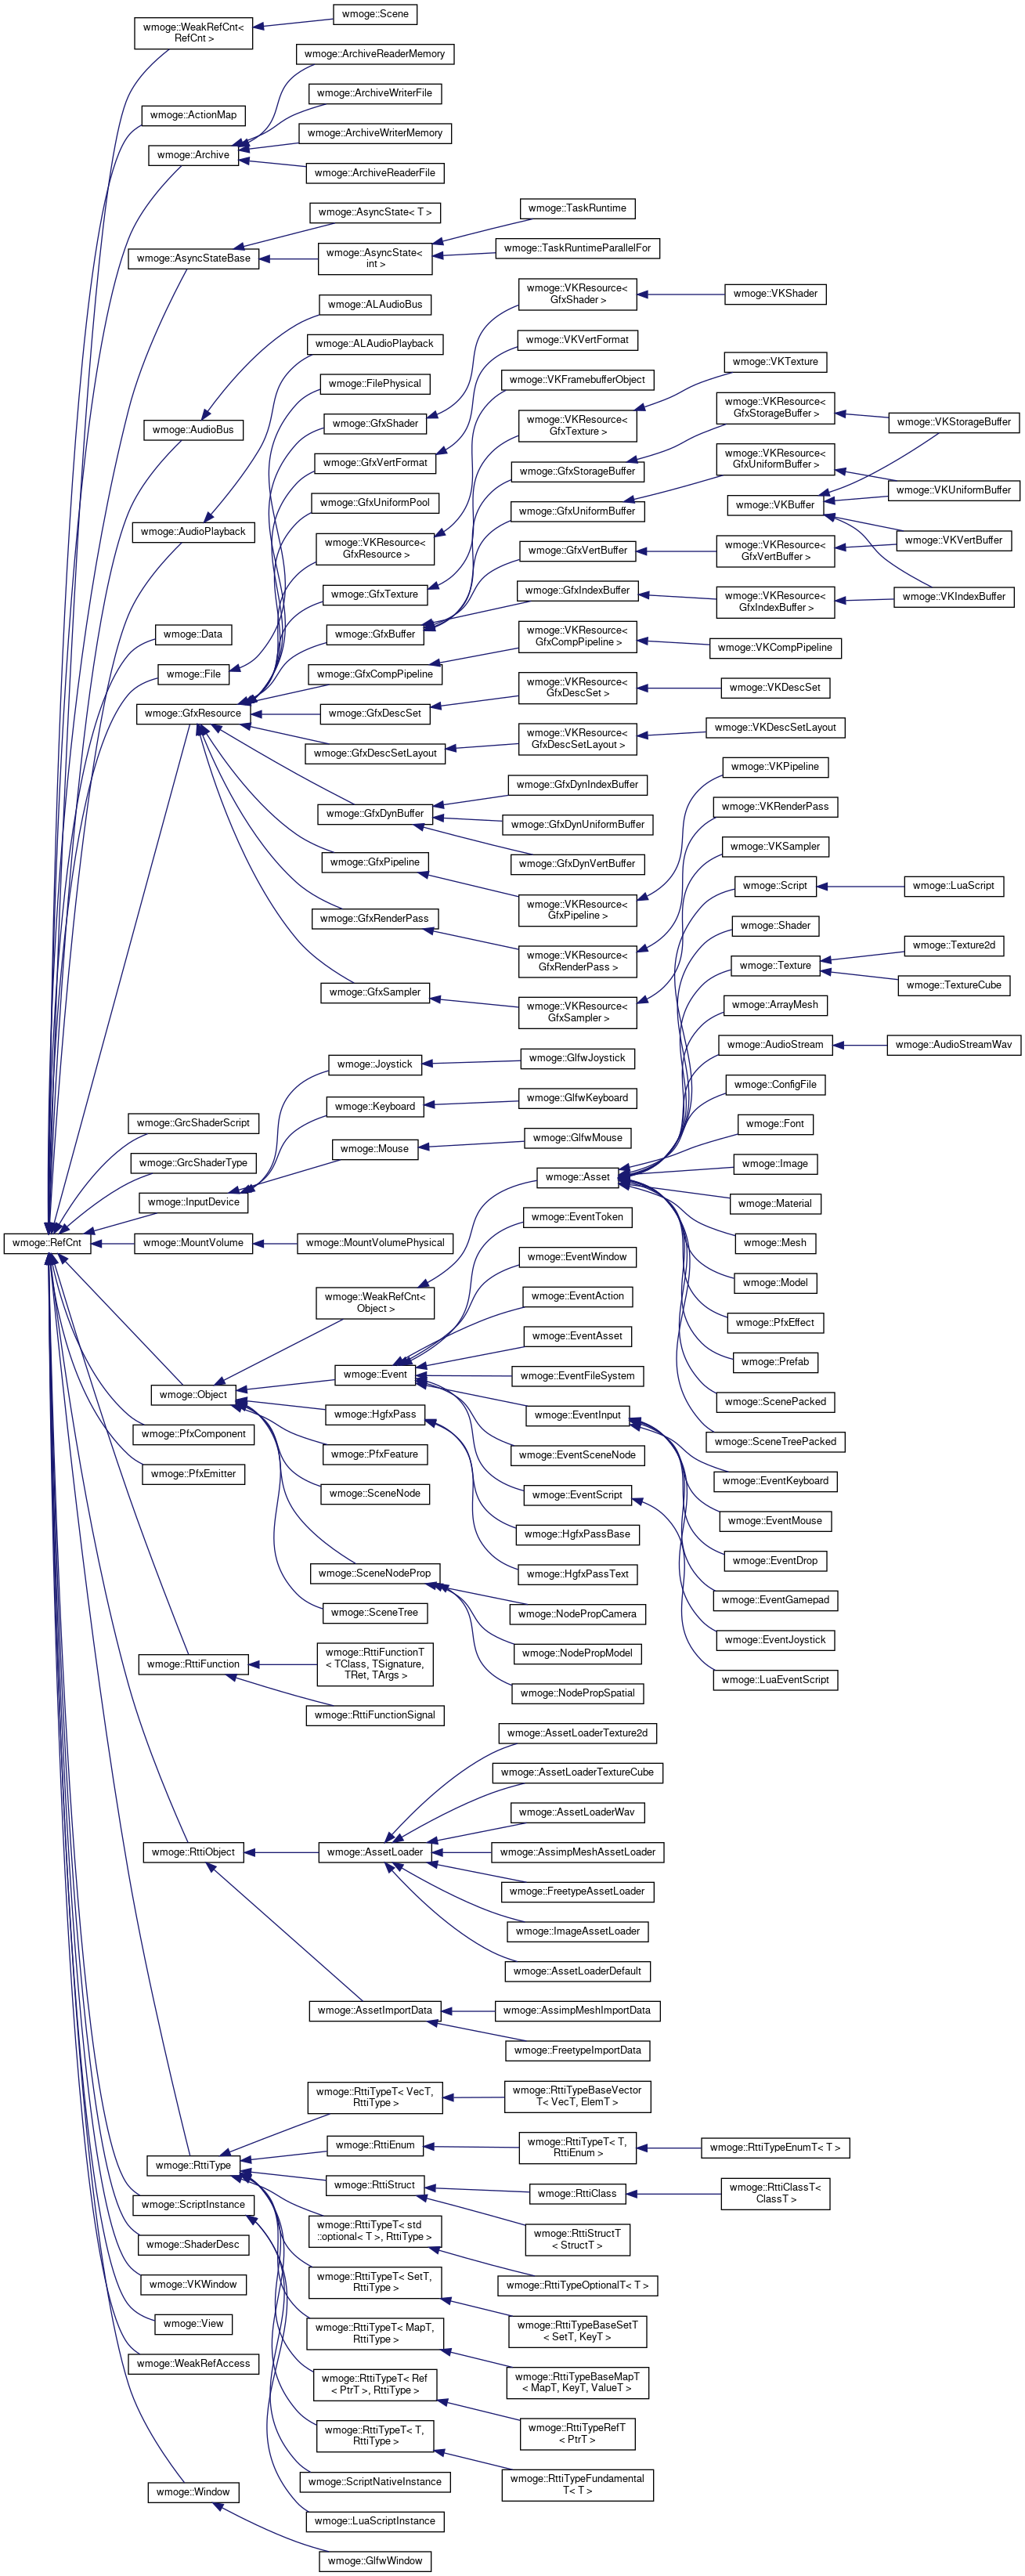 wmoge::Scene
wmoge::WeakRefCnt<
RefCnt >
wmoge::ArchiveReaderMemory
wmoge::ArchiveWriterFile
wmoge::ActionMap
wmoge::ArchiveWriterMemory
wmoge::Archive
wmoge::ArchiveReaderFile
wmoge::AsyncState< T >
wmoge::TaskRuntime
wmoge::AsyncStateBase
wmoge::AsyncState<
int >
wmoge::TaskRuntimeParallelFor
wmoge::VKResource<
GfxShader >
wmoge::VKShader
wmoge::ALAudioBus
wmoge::ALAudioPlayback
wmoge::VKVertFormat
wmoge::VKTexture
wmoge::FilePhysical
wmoge::VKFramebufferObject
wmoge::VKResource<
GfxStorageBuffer >
wmoge::GfxShader
wmoge::VKResource<
GfxTexture >
wmoge::VKStorageBuffer
wmoge::AudioBus
wmoge::GfxVertFormat
wmoge::GfxStorageBuffer
wmoge::VKResource<
GfxUniformBuffer >
wmoge::VKUniformBuffer
wmoge::GfxUniformPool
wmoge::GfxUniformBuffer
wmoge::VKBuffer
wmoge::AudioPlayback
wmoge::VKResource<
GfxResource >
wmoge::GfxVertBuffer
wmoge::VKResource<
GfxVertBuffer >
wmoge::VKVertBuffer
wmoge::GfxTexture
wmoge::GfxIndexBuffer
wmoge::VKResource<
GfxIndexBuffer >
wmoge::VKIndexBuffer
wmoge::Data
wmoge::GfxBuffer
wmoge::VKResource<
GfxCompPipeline >
wmoge::VKCompPipeline
wmoge::File
wmoge::GfxCompPipeline
wmoge::VKResource<
GfxDescSet >
wmoge::VKDescSet
wmoge::GfxResource
wmoge::GfxDescSet
wmoge::GfxDescSetLayout
wmoge::VKResource<
GfxDescSetLayout >
wmoge::VKDescSetLayout
wmoge::VKPipeline
wmoge::GfxDynIndexBuffer
wmoge::GfxDynBuffer
wmoge::GfxDynUniformBuffer
wmoge::VKRenderPass
wmoge::GfxPipeline
wmoge::GfxDynVertBuffer
wmoge::VKSampler
wmoge::VKResource<
GfxPipeline >
wmoge::Script
wmoge::LuaScript
wmoge::GfxRenderPass
wmoge::VKResource<
GfxRenderPass >
wmoge::Shader
wmoge::Texture
wmoge::Texture2d
wmoge::TextureCube
wmoge::GfxSampler
wmoge::VKResource<
GfxSampler >
wmoge::ArrayMesh
wmoge::AudioStream
wmoge::AudioStreamWav
wmoge::Joystick
wmoge::GlfwJoystick
wmoge::ConfigFile
wmoge::Keyboard
wmoge::GlfwKeyboard
wmoge::GrcShaderScript
wmoge::Font
wmoge::Mouse
wmoge::GlfwMouse
wmoge::GrcShaderType
wmoge::Image
wmoge::Asset
wmoge::InputDevice
wmoge::Material
wmoge::EventToken
wmoge::RefCnt
wmoge::MountVolume
wmoge::MountVolumePhysical
wmoge::Mesh
wmoge::EventWindow
wmoge::Model
wmoge::WeakRefCnt<
Object >
wmoge::EventAction
wmoge::PfxEffect
wmoge::EventAsset
wmoge::Prefab
wmoge::Event
wmoge::EventFileSystem
wmoge::Object
wmoge::ScenePacked
wmoge::HgfxPass
wmoge::EventInput
wmoge::PfxComponent
wmoge::SceneTreePacked
wmoge::PfxFeature
wmoge::EventSceneNode
wmoge::PfxEmitter
wmoge::EventKeyboard
wmoge::SceneNode
wmoge::EventScript
wmoge::EventMouse
wmoge::HgfxPassBase
wmoge::EventDrop
wmoge::SceneNodeProp
wmoge::HgfxPassText
wmoge::EventGamepad
wmoge::SceneTree
wmoge::NodePropCamera
wmoge::EventJoystick
wmoge::NodePropModel
wmoge::RttiFunction
wmoge::RttiFunctionT
< TClass, TSignature,
TRet, TArgs >
wmoge::LuaEventScript
wmoge::NodePropSpatial
wmoge::RttiFunctionSignal
wmoge::AssetLoaderTexture2d
wmoge::AssetLoaderTextureCube
wmoge::AssetLoaderWav
wmoge::RttiObject
wmoge::AssetLoader
wmoge::AssimpMeshAssetLoader
wmoge::FreetypeAssetLoader
wmoge::ImageAssetLoader
wmoge::AssetLoaderDefault
wmoge::AssetImportData
wmoge::AssimpMeshImportData
wmoge::FreetypeImportData
wmoge::RttiTypeT< VecT,
RttiType >
wmoge::RttiTypeBaseVector
T< VecT, ElemT >
wmoge::RttiType
wmoge::RttiEnum
wmoge::RttiTypeT< T,
RttiEnum >
wmoge::RttiTypeEnumT< T >
wmoge::RttiStruct
wmoge::RttiClass
wmoge::RttiClassT<
ClassT >
wmoge::ScriptInstance
wmoge::RttiTypeT< std
::optional< T >, RttiType >
wmoge::RttiStructT
< StructT >
wmoge::ShaderDesc
wmoge::VKWindow
wmoge::RttiTypeT< SetT,
RttiType >
wmoge::RttiTypeOptionalT< T >
wmoge::View
wmoge::RttiTypeT< MapT,
RttiType >
wmoge::RttiTypeBaseSetT
< SetT, KeyT >
wmoge::WeakRefAccess
wmoge::RttiTypeT< Ref
< PtrT >, RttiType >
wmoge::RttiTypeBaseMapT
< MapT, KeyT, ValueT >
wmoge::RttiTypeT< T,
RttiType >
wmoge::RttiTypeRefT
< PtrT >
wmoge::Window
wmoge::ScriptNativeInstance
wmoge::RttiTypeFundamental
T< T >
wmoge::LuaScriptInstance
wmoge::GlfwWindow